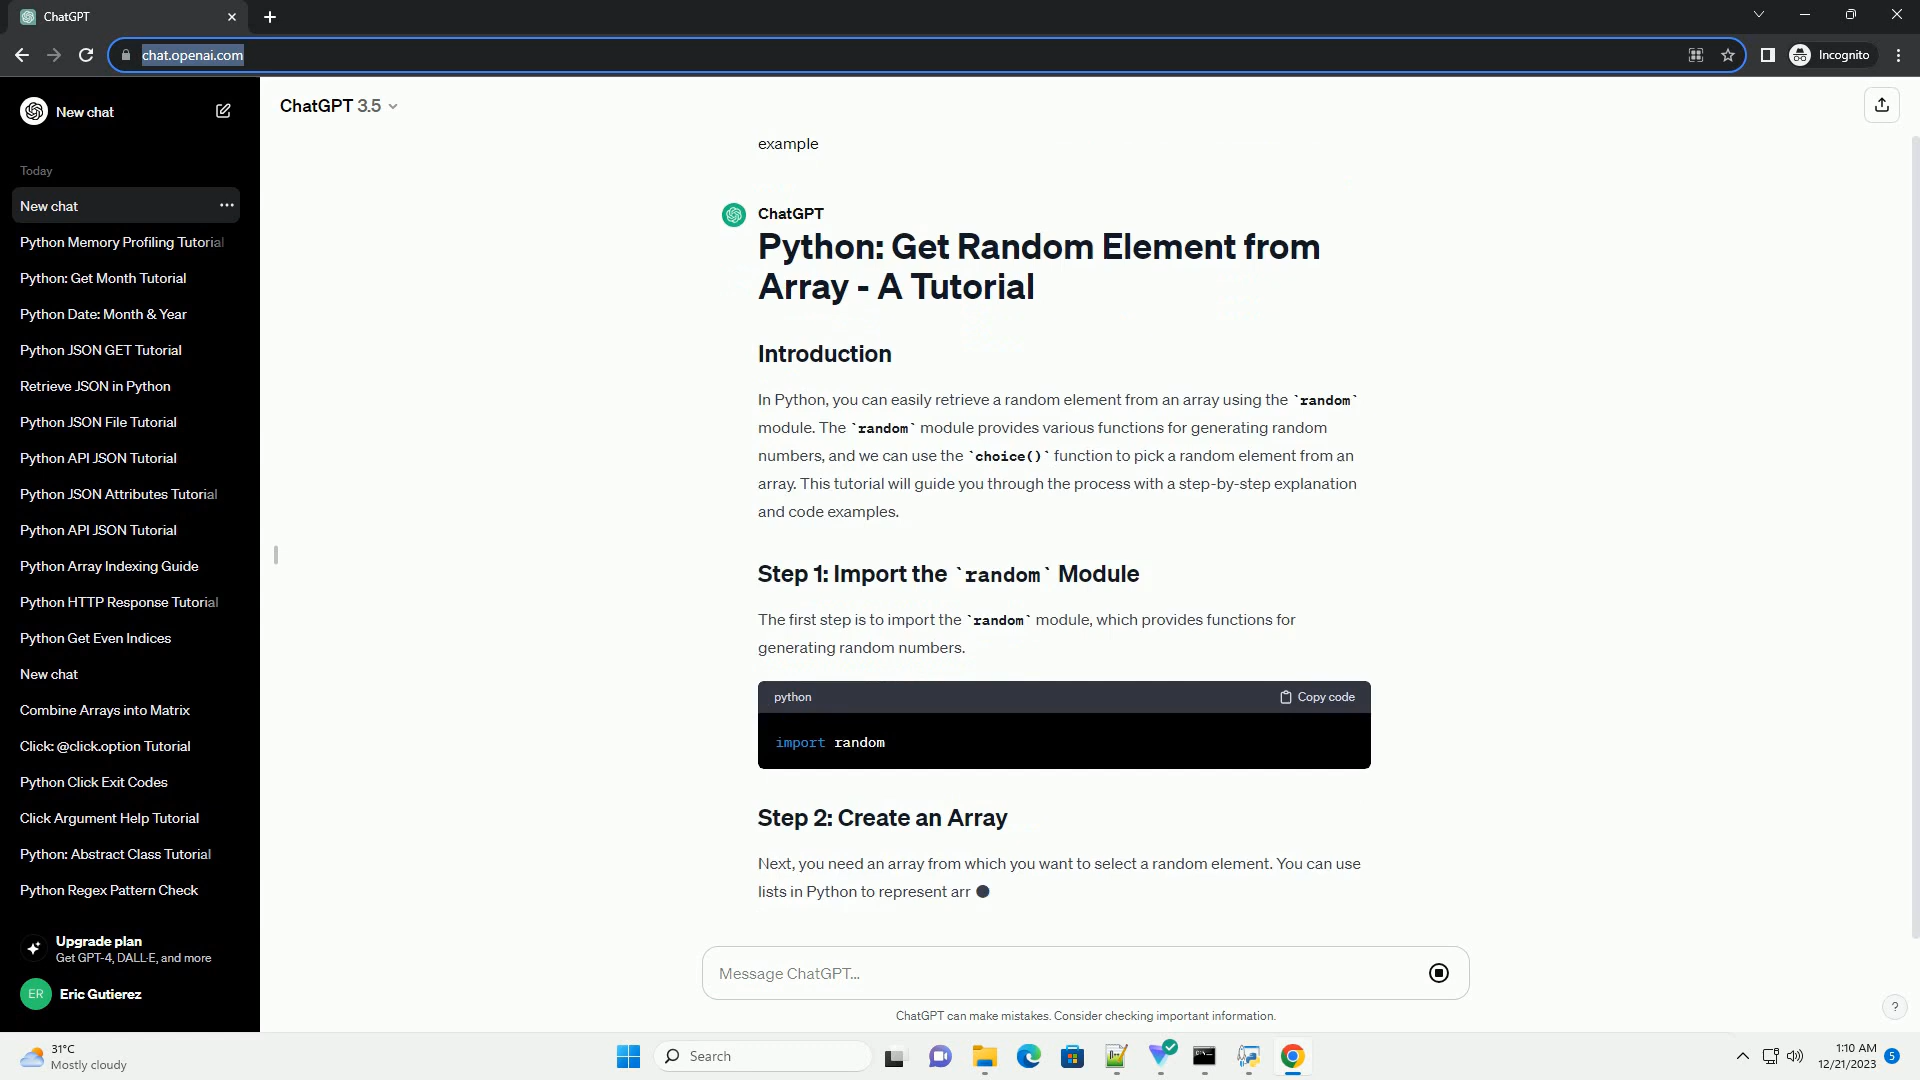 ChatGPT
chat.openai.com
Incognito
New chat
Today
New chat
Python Memory Profiling Tutorial
Python: Get Month Tutorial
Python Date: Month & Year
Python JSON GET Tutorial
Retrieve JSON in Python
Python JSON File Tutorial
Python API JSON Tutorial
Python JSON Attributes Tutorial
Python API JSON Tutorial
Python Array Indexing Guide
Python HTTP Response Tutorial
Python Get Even Indices
New chat
Combine Arrays into Matrix
Click: @click.option Tutorial
Python Click Exit Codes
Click Argument Help Tutorial
Python: Abstract Class Tutorial
Python Regex Pattern Check
Upgrade plan
Get GPT-4, DALL·E, and more
ER Eric Gutierez
ChatGPT 3.5
example
ChatGPT
Python: Get Random Element from
Array - A Tutorial
Introduction
In Python, you can easily retrieve a random element from an array using the `random`
module. The `random` module provides various functions for generating random
numbers, and we can use the `choice()` function to pick a random element from an
array. This tutorial will guide you through the process with a step-by-step explanation
and code examples.
Step 1: Import the `random` Module
The first step is to import the `random` module, which provides functions for
generating random numbers.
python Copy code
import random
Step 2: Create an Array
Next, you need an array from which you want to select a random element. You can use
lists in Python to represent arr
Message ChatGPT...
ChatGPT can make mistakes. Consider checking important information.
?
31°C
Mostly cloudy
Search
1:10 AM
12/21/2023
5